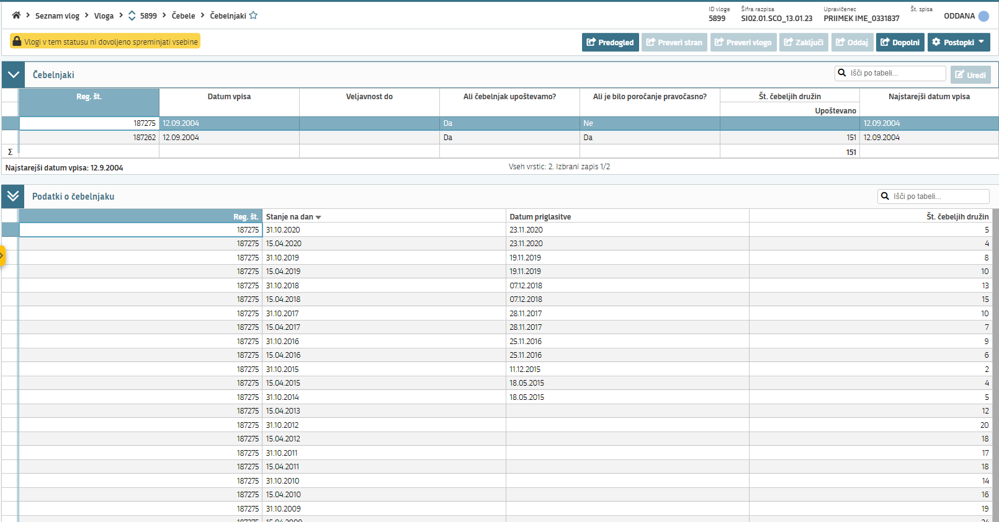 Seznam vlog Vloga 5899 Čebele Čebelnjaki
ID vloge Šifra razpisa Upravičenec Št. spisa
5899 SI02.01.SCO_13.01.23 PRIIMEK IME_0331837 ODDANA
Vlogi v tem statusu ni dovoljeno spreminjati vsebine
Predogled Preveri stran Preveri vlogo Zaključi Oddaj Dopolni Postopki
Čebelnjaki Išči po tabeli... Uredi
Reg. št. Datum vpisa Veljavnost do Ali čebelnjak upoštevamo? Ali je bilo poročanje pravočasno? Št. čebeljih družin Najstarejši datum vpisa
Upoštevano
187275 12.09.2004 Da Ne 12.09.2004
187262 12.09.2004 Da Da 151 12.09.2004
Σ 151
Najstarejši datum vpisa: 12.9.2004 Vseh vrstic: 2. Izbrani zapis 1/2
Podatki o čebelnjaku Išči po tabeli...
Reg. št. Stanje na dan Datum priglasitve Št. čebeljih družin
187275 31.10.2020 23.11.2020 5
187275 15.04.2020 23.11.2020 4
187275 31.10.2019 19.11.2019 8
187275 15.04.2019 19.11.2019 10
187275 31.10.2018 07.12.2018 13
187275 15.04.2018 07.12.2018 15
187275 31.10.2017 28.11.2017 10
187275 15.04.2017 28.11.2017 7
187275 31.10.2016 25.11.2016 9
187275 15.04.2016 25.11.2016 6
187275 31.10.2015 11.12.2015 2
187275 15.04.2015 18.05.2015 4
187275 31.10.2014 18.05.2015 5
187275 15.04.2013 12
187275 31.10.2012 20
187275 15.04.2012 18
187275 31.10.2011 17
187275 15.04.2011 18
187275 31.10.2010 14
187275 15.04.2010 16
187275 31.10.2009 19
187275 15.04.2009